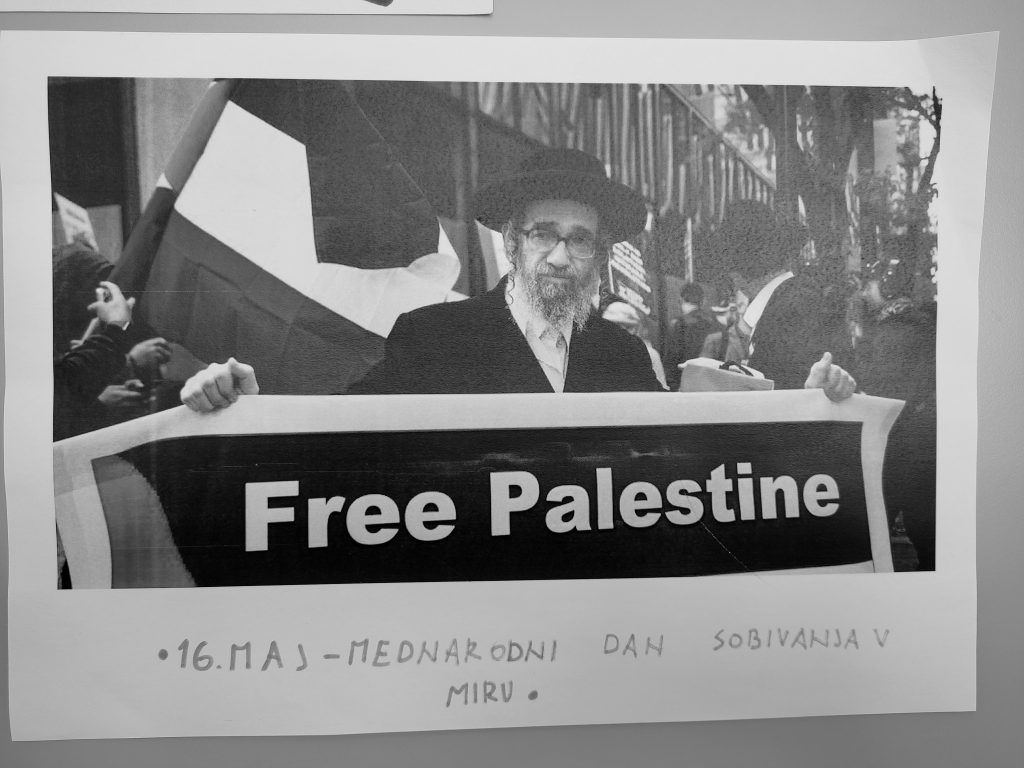 Free Palestine
•16. MAJ - MEDNARODNI DAN SOBIVANJA V
MIRU •